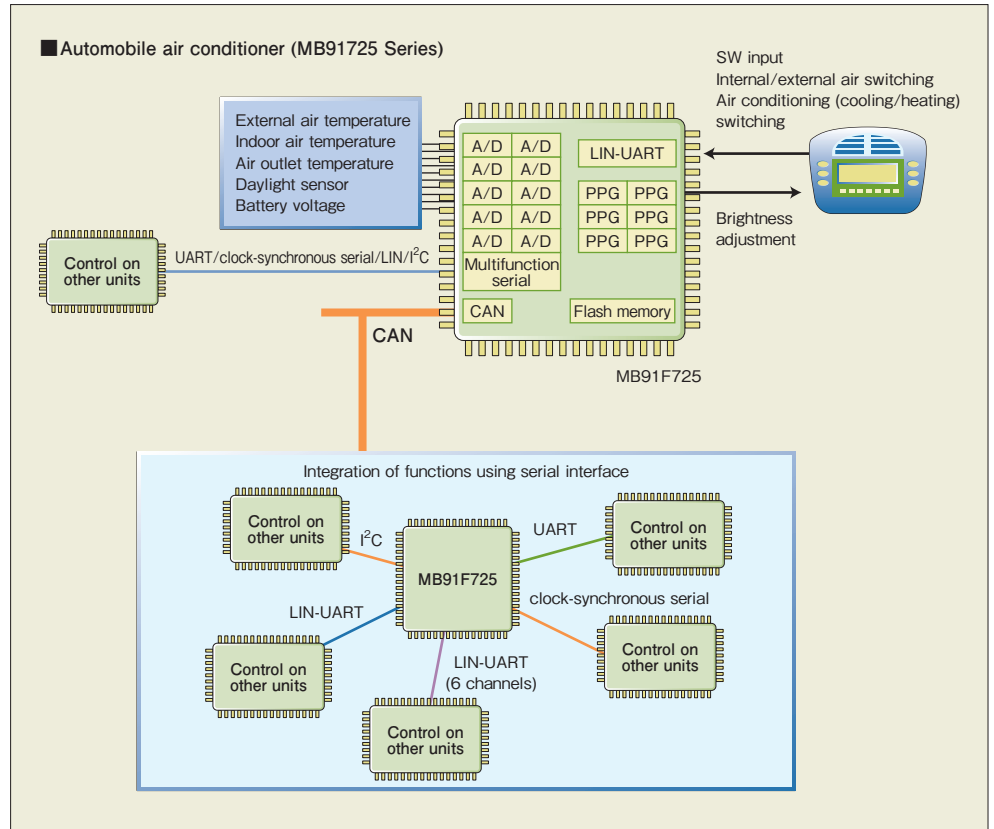 ■Automobile air conditioner (MB91725 Series)
SW input
Internal/external air switching
Air conditioning (cooling/heating)
switching
External air temperature
Indoor air temperature
Air outlet temperature
Daylight sensor
Battery voltage
A/D A/D
A/D A/D
A/D A/D
A/D A/D
A/D A/D
Multifunction
serial
CAN
LIN-UART
PPG PPG
PPG PPG
PPG PPG
Flash memory
Brightness
adjustment
Control on
other units
UART/clock-synchronous serial/LIN/I²C
CAN
MB91F725
Integration of functions using serial interface
Control on
other units
I²C
MB91F725
UART
Control on
other units
LIN-UART
clock-synchronous serial
Control on
other units
LIN-UART
(6 channels)
Control on
other units
Control on
other units